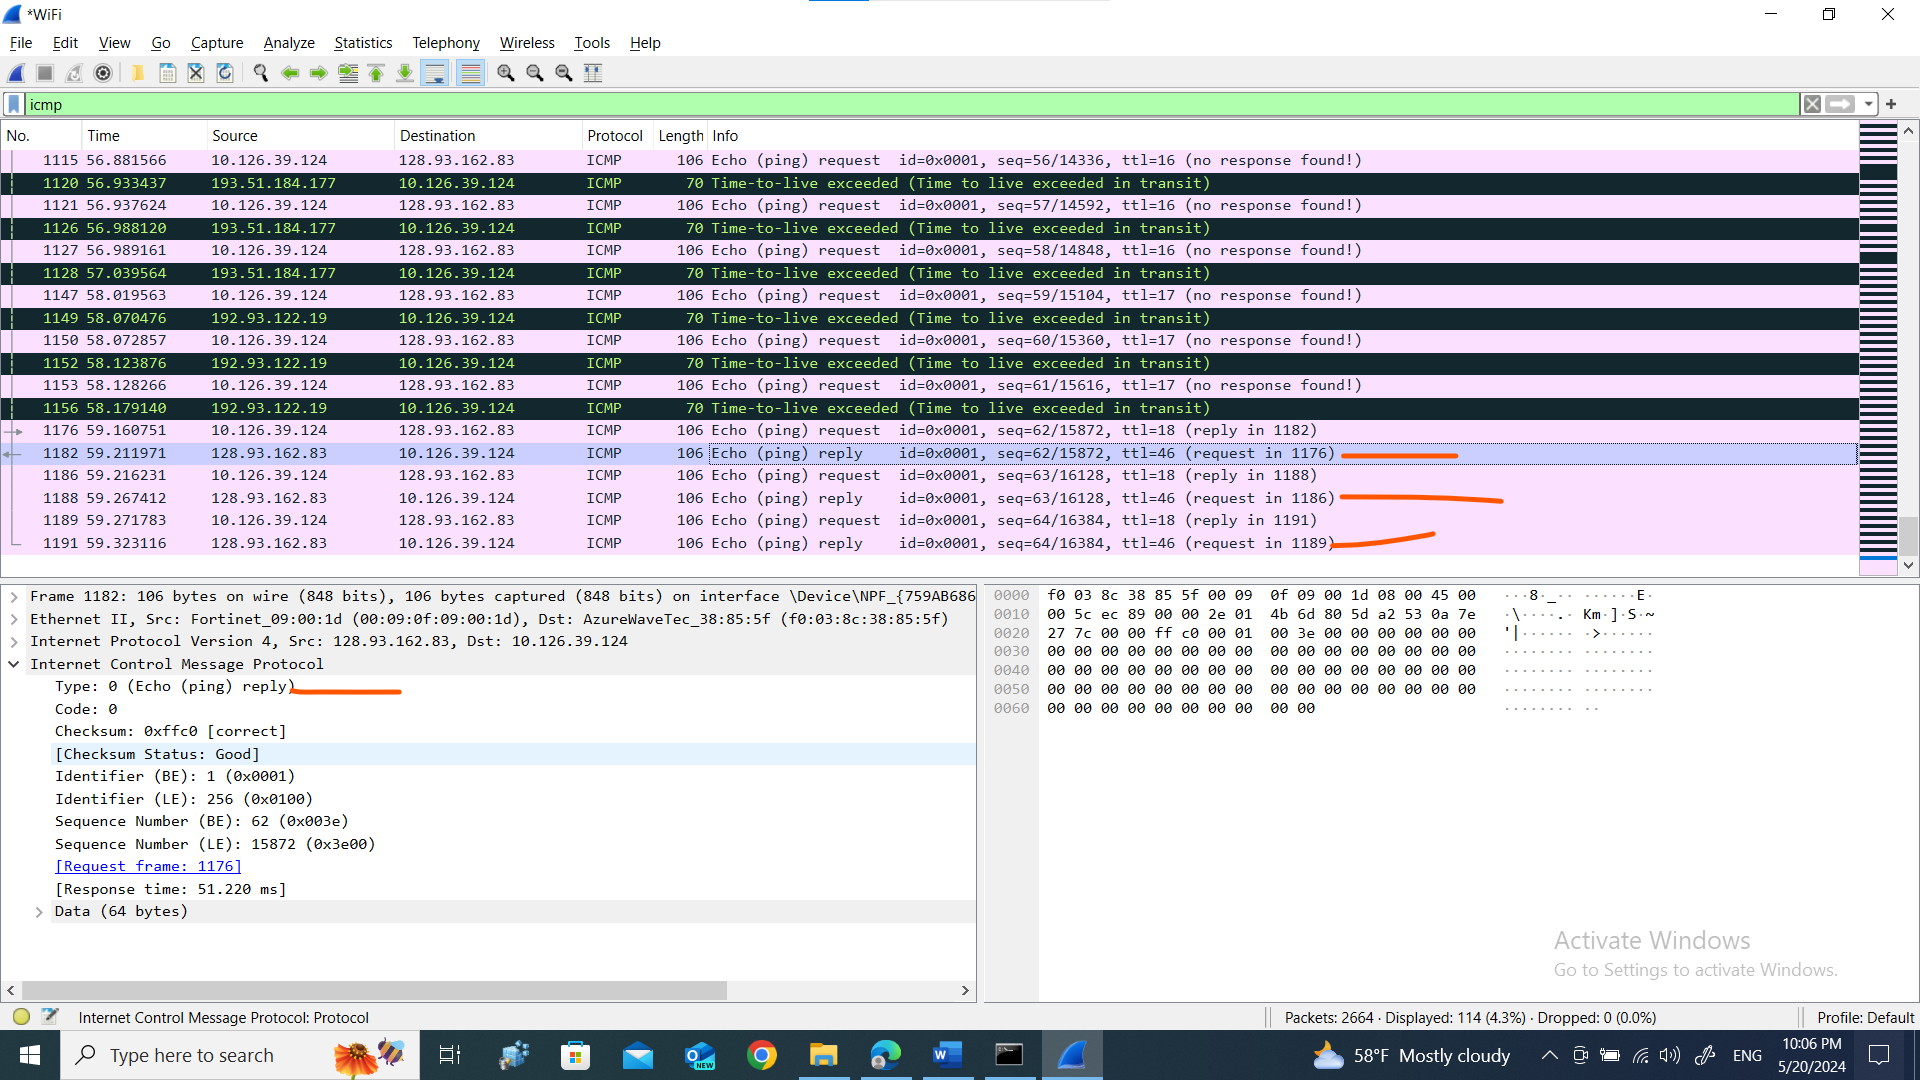 *WiFi
File Edit View Go Capture Analyze Statistics Telephony Wireless Tools Help
icmp
No. Time Source Destination Protocol Length Info
1115 56.881566 10.126.39.124 128.93.162.83 ICMP 106 Echo (ping) request id=0x0001, seq=56/14336, ttl=16 (no response found!)
1120 56.933437 193.51.184.177 10.126.39.124 ICMP 70 Time-to-live exceeded (Time to live exceeded in transit)
1121 56.937624 10.126.39.124 128.93.162.83 ICMP 106 Echo (ping) request id=0x0001, seq=57/14592, ttl=16 (no response found!)
1126 56.988120 193.51.184.177 10.126.39.124 ICMP 70 Time-to-live exceeded (Time to live exceeded in transit)
1127 56.989161 10.126.39.124 128.93.162.83 ICMP 106 Echo (ping) request id=0x0001, seq=58/14848, ttl=16 (no response found!)
1128 57.039564 193.51.184.177 10.126.39.124 ICMP 70 Time-to-live exceeded (Time to live exceeded in transit)
1147 58.019563 10.126.39.124 128.93.162.83 ICMP 106 Echo (ping) request id=0x0001, seq=59/15104, ttl=17 (no response found!)
1149 58.070476 192.93.122.19 10.126.39.124 ICMP 70 Time-to-live exceeded (Time to live exceeded in transit)
1150 58.072857 10.126.39.124 128.93.162.83 ICMP 106 Echo (ping) request id=0x0001, seq=60/15360, ttl=17 (no response found!)
1152 58.123876 192.93.122.19 10.126.39.124 ICMP 70 Time-to-live exceeded (Time to live exceeded in transit)
1153 58.128266 10.126.39.124 128.93.162.83 ICMP 106 Echo (ping) request id=0x0001, seq=61/15616, ttl=17 (no response found!)
1156 58.179140 192.93.122.19 10.126.39.124 ICMP 70 Time-to-live exceeded (Time to live exceeded in transit)
1176 59.160751 10.126.39.124 128.93.162.83 ICMP 106 Echo (ping) request id=0x0001, seq=62/15872, ttl=18 (reply in 1182)
1182 59.211971 128.93.162.83 10.126.39.124 ICMP 106 Echo (ping) reply id=0x0001, seq=62/15872, ttl=46 (request in 1176)
1186 59.216231 10.126.39.124 128.93.162.83 ICMP 106 Echo (ping) request id=0x0001, seq=63/16128, ttl=18 (reply in 1188)
1188 59.267412 128.93.162.83 10.126.39.124 ICMP 106 Echo (ping) reply id=0x0001, seq=63/16128, ttl=46 (request in 1186)
1189 59.271783 10.126.39.124 128.93.162.83 ICMP 106 Echo (ping) request id=0x0001, seq=64/16384, ttl=18 (reply in 1191)
1191 59.323116 128.93.162.83 10.126.39.124 ICMP 106 Echo (ping) reply id=0x0001, seq=64/16384, ttl=46 (request in 1189)
Frame 1182: 106 bytes on wire (848 bits), 106 bytes captured (848 bits) on interface \Device\NPF_{759AB686
Ethernet II, Src: Fortinet_09:00:1d (00:09:0f:09:00:1d), Dst: AzureWaveTec_38:85:5f (f0:03:8c:38:85:5f)
Internet Protocol Version 4, Src: 128.93.162.83, Dst: 10.126.39.124
Internet Control Message Protocol
Type: 0 (Echo (ping) reply)
Code: 0
Checksum: 0xffc0 [correct]
[Checksum Status: Good]
Identifier (BE): 1 (0x0001)
Identifier (LE): 256 (0x0100)
Sequence Number (BE): 62 (0x003e)
Sequence Number (LE): 15872 (0x3e00)
[Request frame: 1176]
[Response time: 51.220 ms]
Data (64 bytes)
0000 f0 03 8c 38 85 5f 00 09 0f 09 00 1d 08 00 45 00 ···8·_·· ······E·
0010 00 5c ec 89 00 00 2e 01 4b 6d 80 5d a2 53 0a 7e ·\····.· Km·]·S·~
0020 27 7c 00 00 ff c0 00 01 00 3e 00 00 00 00 00 00 '|······ ·>······
0030 00 00 00 00 00 00 00 00 00 00 00 00 00 00 00 00 ········ ········
0040 00 00 00 00 00 00 00 00 00 00 00 00 00 00 00 00 ········ ········
0050 00 00 00 00 00 00 00 00 00 00 00 00 00 00 00 00 ········ ········
0060 00 00 00 00 00 00 00 00 00 00 ········ ··
Activate Windows
Go to Settings to activate Windows.
Internet Control Message Protocol: Protocol
Packets: 2664 · Displayed: 114 (4.3%) · Dropped: 0 (0.0%)
Profile: Default
Type here to search
NEW
58°F Mostly cloudy
ENG
10:06 PM
5/20/2024